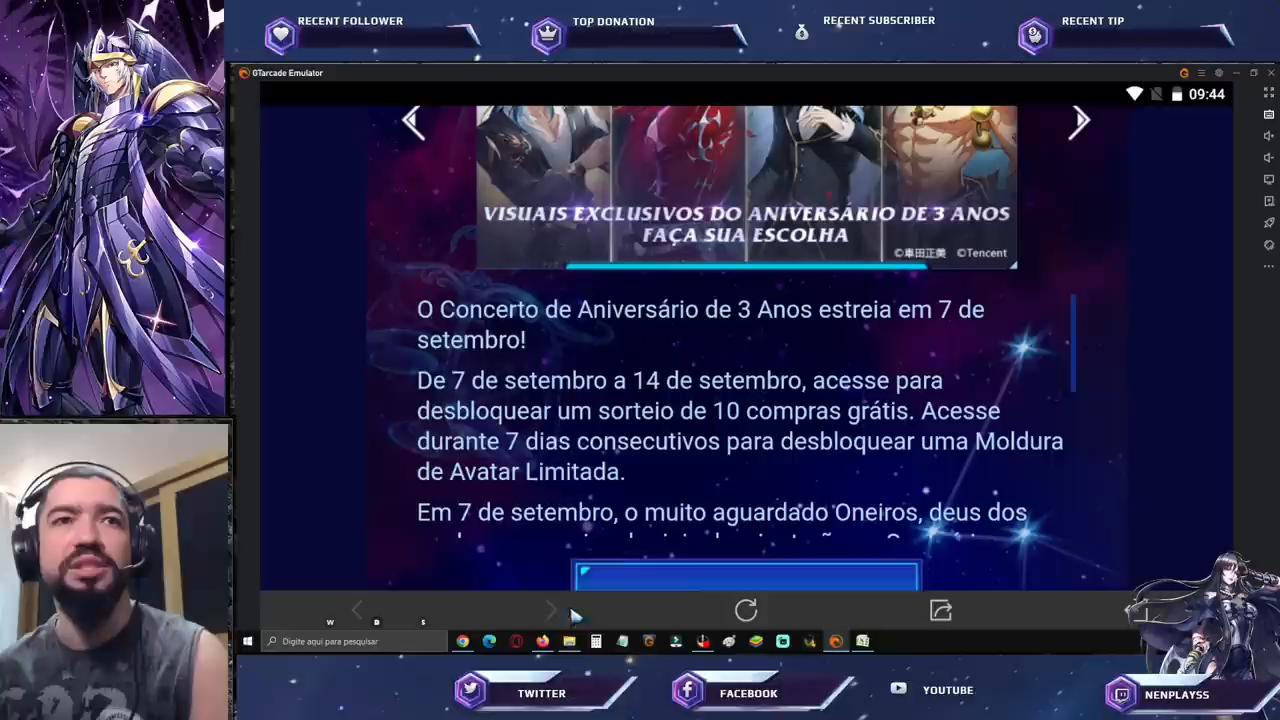 RECENT FOLLOWER
TOP DONATION
RECENT SUBSCRIBER
RECENT TIP
GTarcade Emulator
09:44
VISUAIS EXCLUSIVOS DO ANIVERSÁRIO DE 3 ANOS
FAÇA SUA ESCOLHA
©車田正美 ©Tencent
O Concerto de Aniversário de 3 Anos estreia em 7 de
setembro!
De 7 de setembro a 14 de setembro, acesse para
desbloquear um sorteio de 10 compras grátis. Acesse
durante 7 dias consecutivos para desbloquear uma Moldura
de Avatar Limitada.
Em 7 de setembro, o muito aguardado Oneiros, deus dos
W D S
Digite aqui para pesquisar
TWITTER
FACEBOOK
YOUTUBE
NENPLAYSS